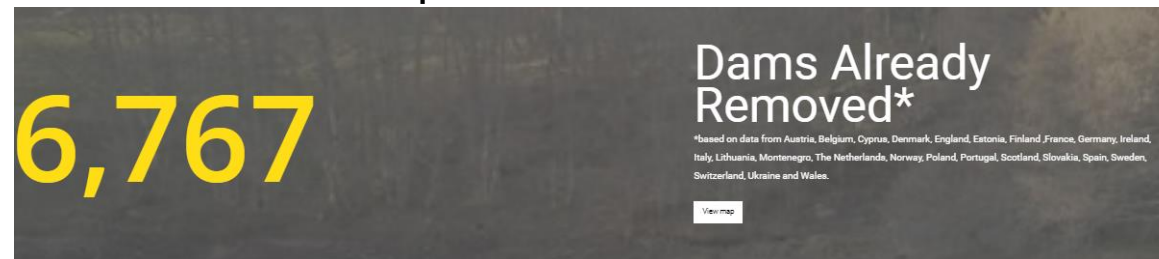 6,767
Dams Already
Removed*
*based on data from Austria, Belgium, Cyprus, Denmark, England, Estonia, Finland ,France, Germany, Ireland,
Italy, Lithuania, Montenegro, The Netherlands, Norway, Poland, Portugal, Scotland, Slovakia, Spain, Sweden,
Switzerland, Ukraine and Wales.
View map